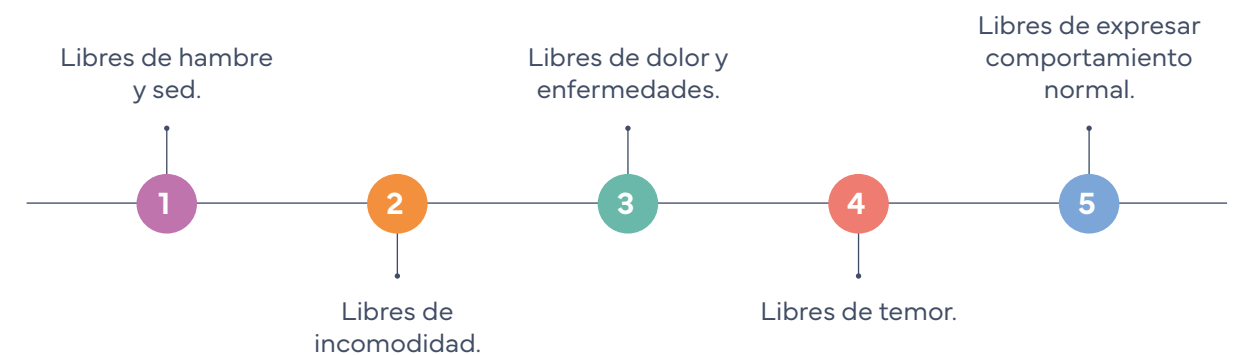 Libres de hambre
y sed.
1
Libres de
incomodidad.
2
Libres de dolor y
enfermedades.
3
Libres de temor.
4
Libres de expresar
comportamiento
normal.
5